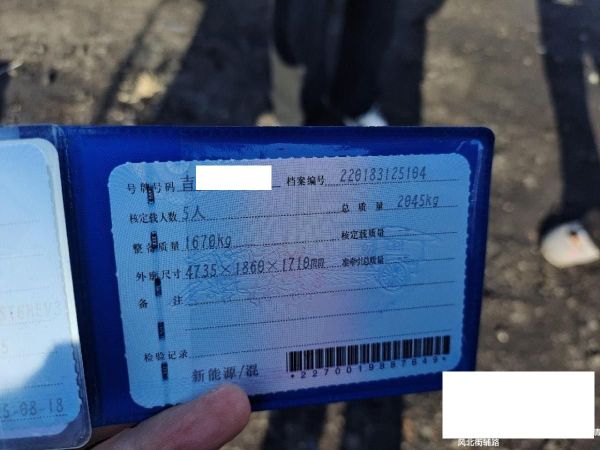 号牌号码 吉 档案编号 220183125104
核定载人数 5人 总质量 2045kg
整备质量 1670kg 核定载质量
外廓尺寸 4735×1860×1710mm 准牵引总质量
备注
检验记录
新能源/混
*2270019887849*
5-08-18
风北街辅路